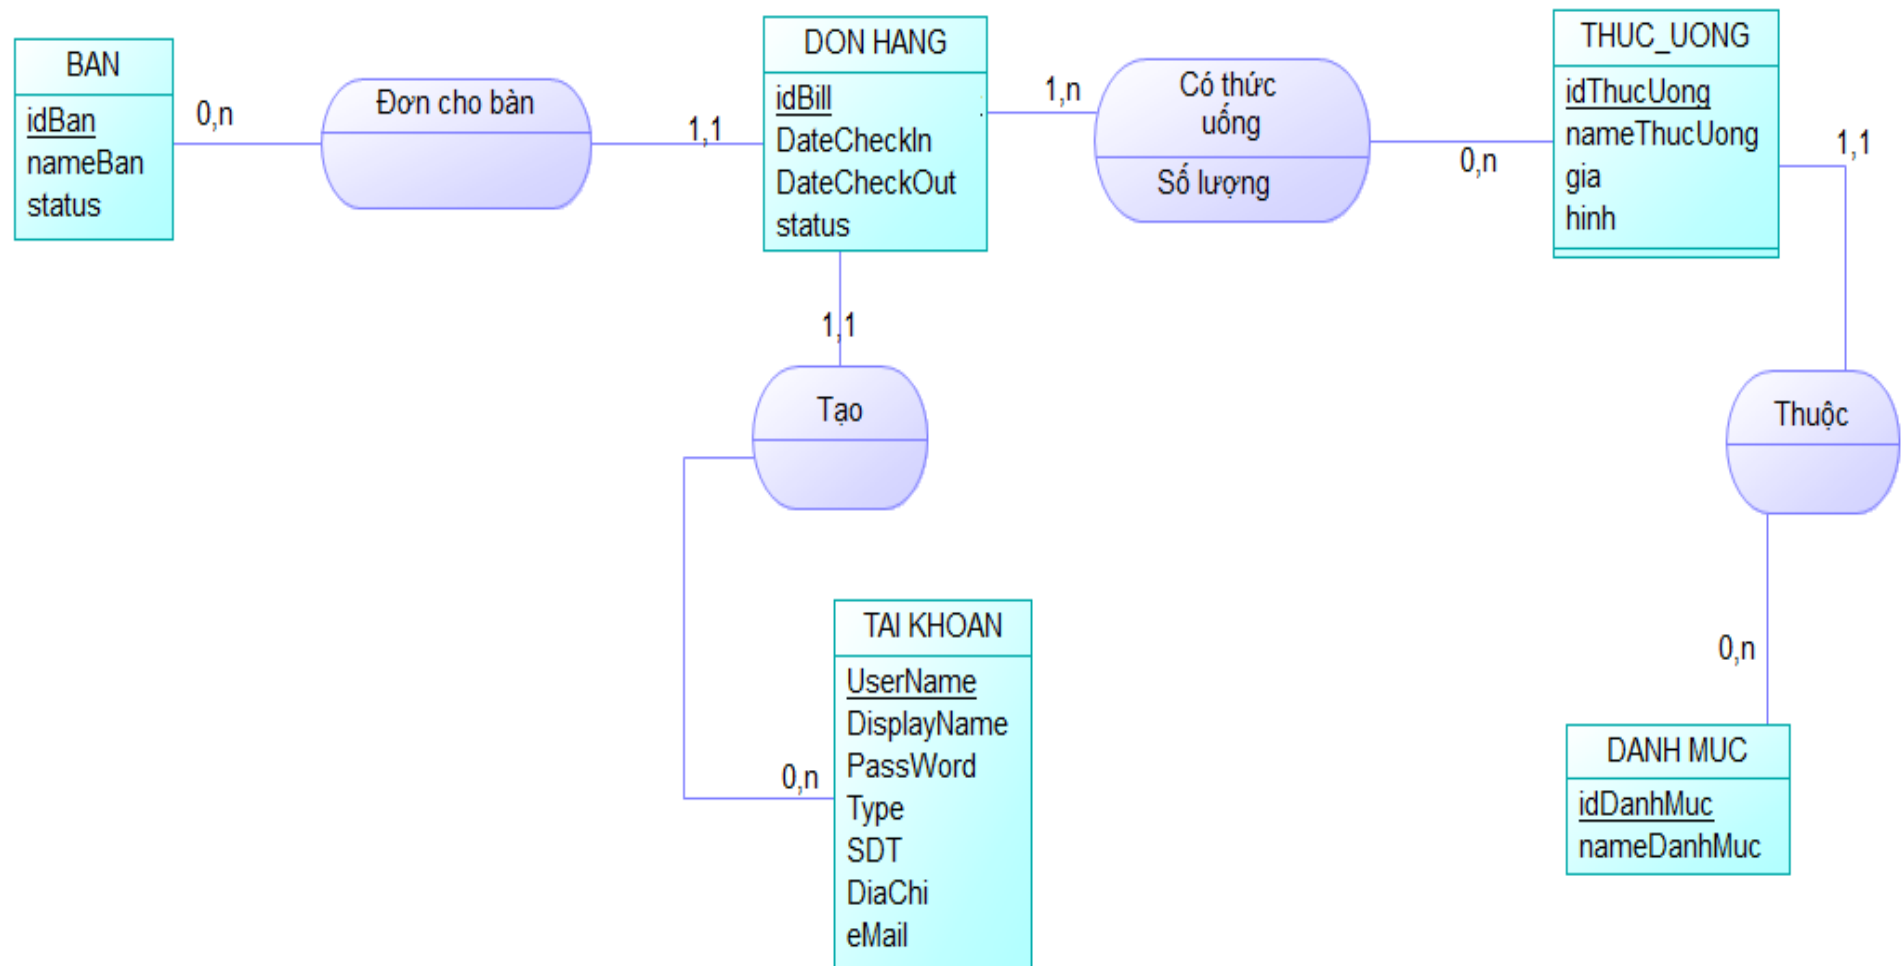 BAN
idBan
nameBan
status
0,n
Đơn cho bàn
1,1
DON HANG
idBill
DateCheckIn
DateCheckOut
status
1,n
Có thức
uống
Số lượng
0,n
THUC_UONG
idThucUong
nameThucUong
gia
hinh
1,1
1,1
Tạo
0,n
TAI KHOAN
UserName
DisplayName
PassWord
Type
SDT
DiaChi
eMail
Thuộc
0,n
DANH MUC
idDanhMuc
nameDanhMuc